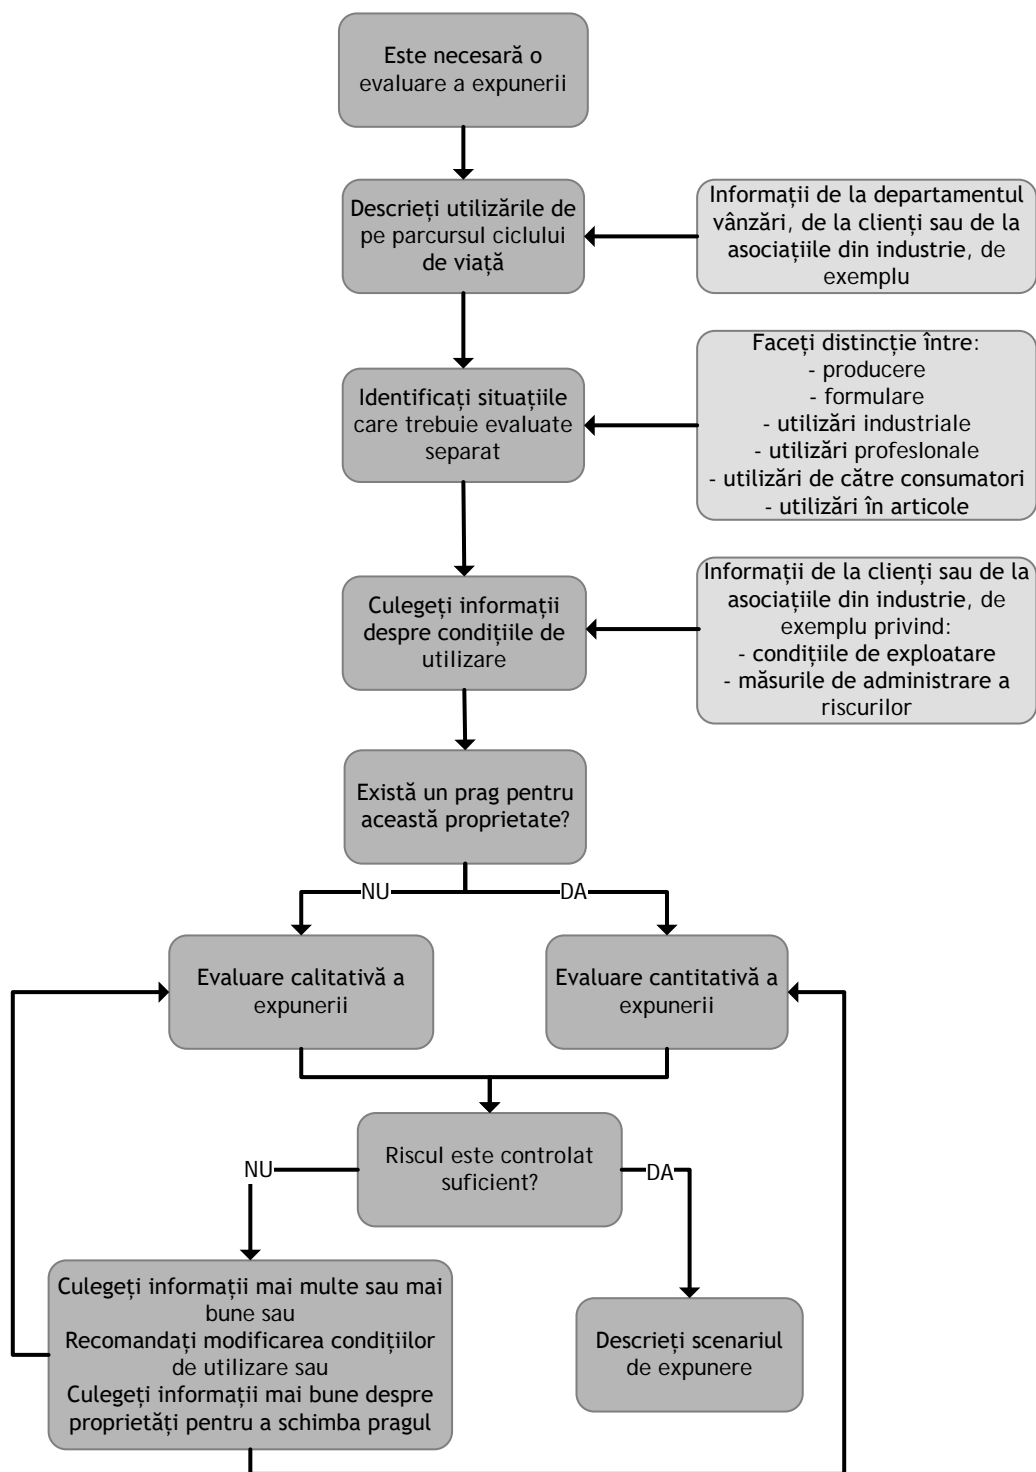 Este necesară o
evaluare a expunerii
Descrieți utilizările de
pe parcursul ciclului
de viață
Informații de la departamentul
vânzări, de la clienți sau de la
asociațiile din industrie, de
exemplu
Identificați situațiile
care trebuie evaluate
separat
Faceți distincție între:
- producere
- formulare
- utilizări industriale
- utilizări profesIonale
- utilizări de către consumatori
- utilizări în articole
Culegeți informații
despre condițiile de
utilizare
Informații de la clienți sau de la
asociațiile din industrie, de
exemplu privind:
- condițiile de exploatare
- măsurile de administrare a
riscurilor
Există un prag pentru
această proprietate?
NU
DA
Evaluare calitativă a
expunerii
Evaluare cantitativă a
expunerii
Riscul este controlat
suficient?
NU
DA
Culegeți informații mai multe sau mai
bune sau
Recomandați modificarea condițiilor
de utilizare sau
Culegeți informații mai bune despre
proprietăți pentru a schimba pragul
Descrieți scenariul
de expunere